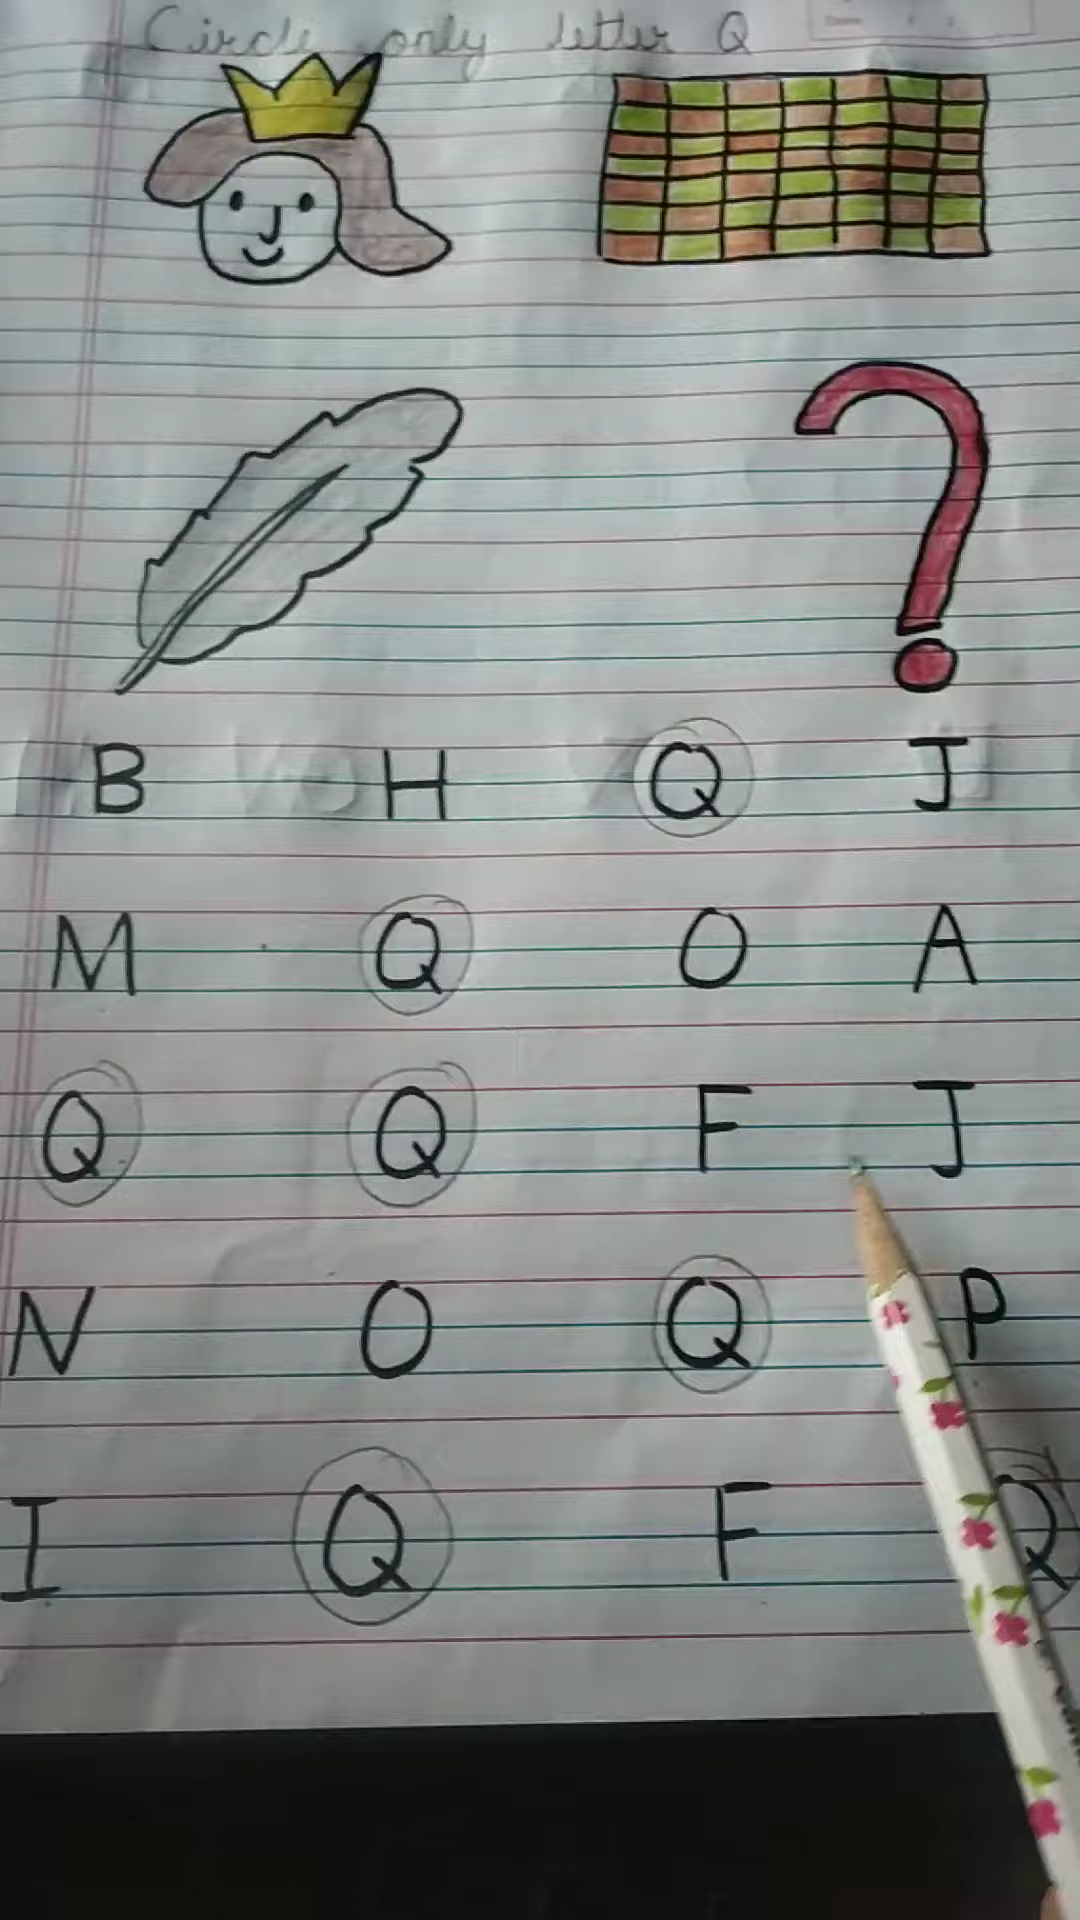 Circle only letter Q
?
B H Q J
M Q O A
Q Q F J
N O Q P
I Q F Q